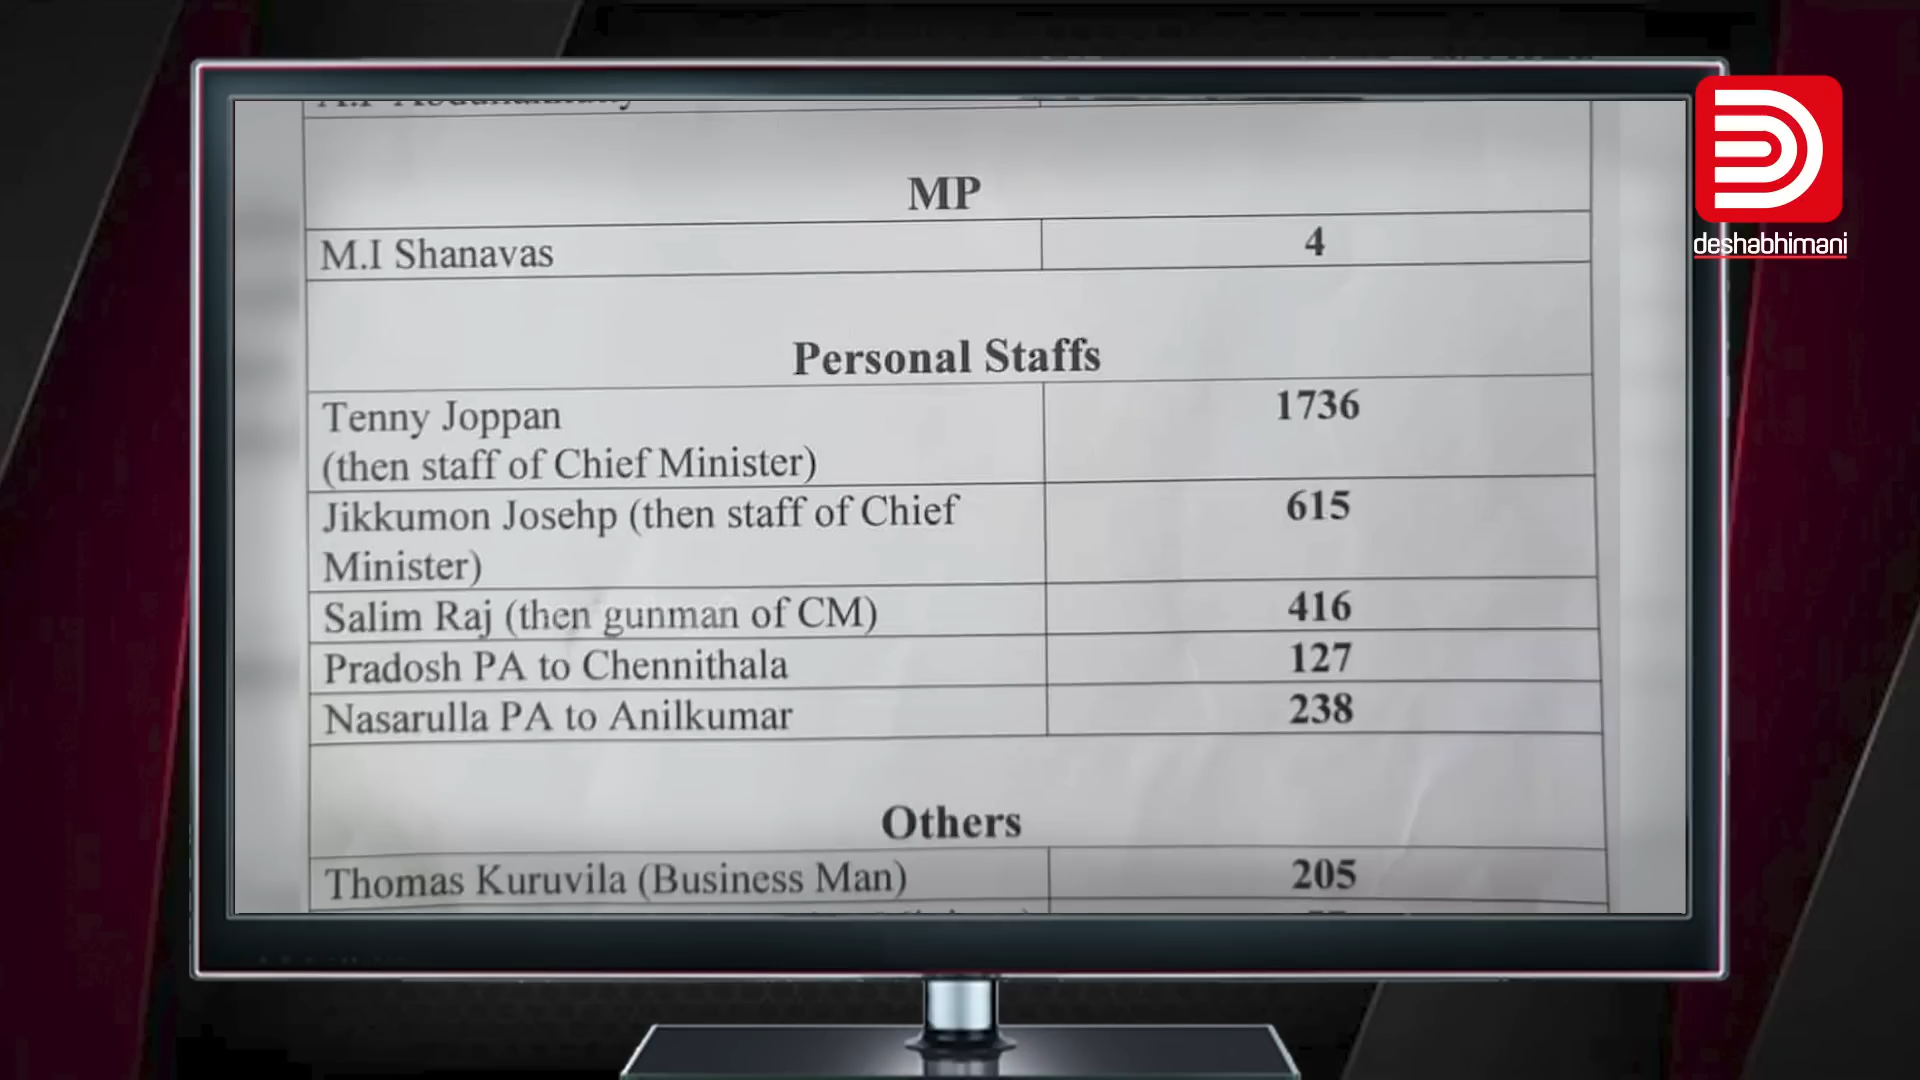 MP
M.I Shanavas 4
Personal Staffs
Tenny Joppan 1736
(then staff of Chief Minister)
Jikkumon Josehp (then staff of Chief 615
Minister)
Salim Raj (then gunman of CM) 416
Pradosh PA to Chennithala 127
Nasarulla PA to Anilkumar 238
Others
Thomas Kuruvila (Business Man) 205
deshabhimani